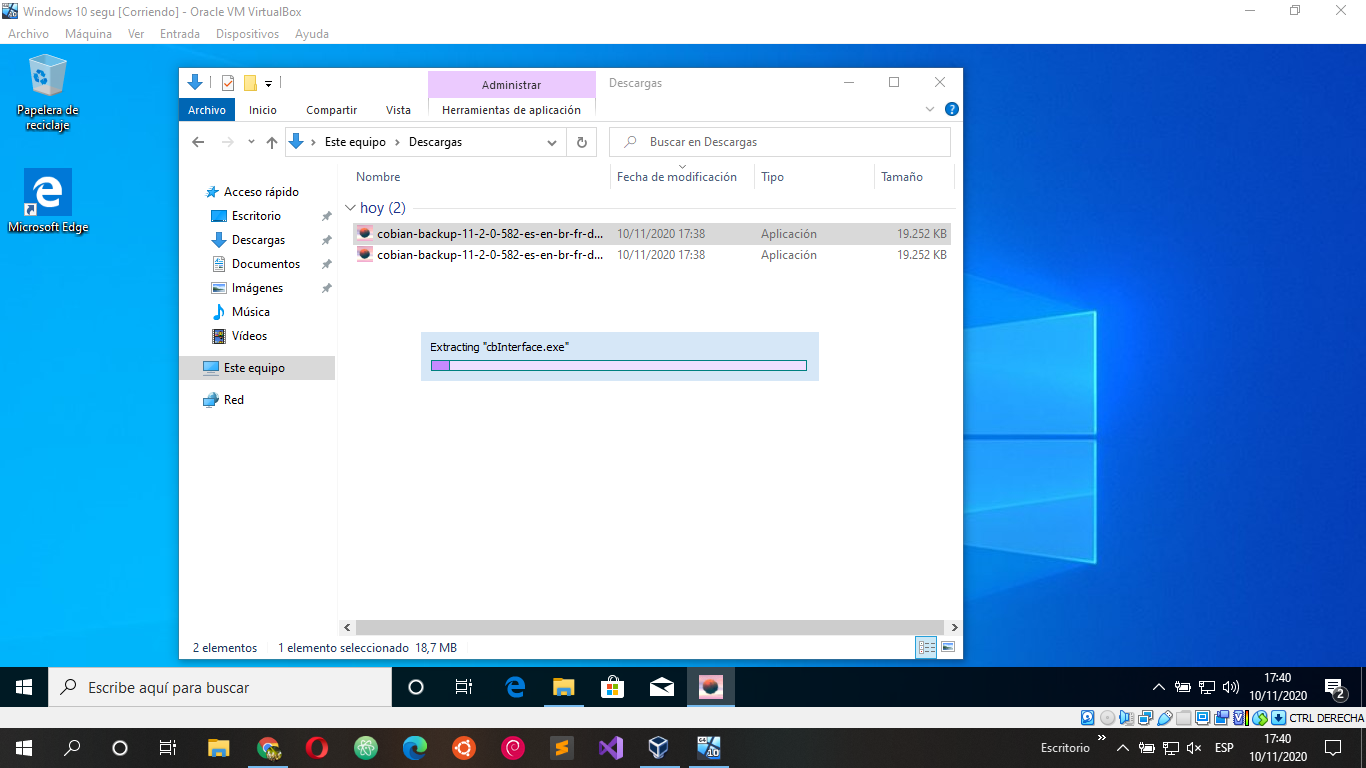 Windows 10 segu [Corriendo] - Oracle VM VirtualBox
Archivo Máquina Ver Entrada Dispositivos Ayuda
Papelera de
reciclaje
Microsoft Edge
Administrar Descargas
Archivo Inicio Compartir Vista Herramientas de aplicación
Este equipo Descargas Buscar en Descargas
Nombre Fecha de modificación Tipo Tamaño
Acceso rápido
Escritorio
Descargas
Documentos
Imágenes
Música
Vídeos
Este equipo
Red
hoy (2)
cobian-backup-11-2-0-582-es-en-br-fr-d... 10/11/2020 17:38 Aplicación 19.252 KB
cobian-backup-11-2-0-582-es-en-br-fr-d... 10/11/2020 17:38 Aplicación 19.252 KB
Extracting "cbInterface.exe"
2 elementos 1 elemento seleccionado 18,7 MB
Escribe aquí para buscar
17:40
10/11/2020
2
CTRL DERECHA
Escritorio
ESP
17:40
10/11/2020